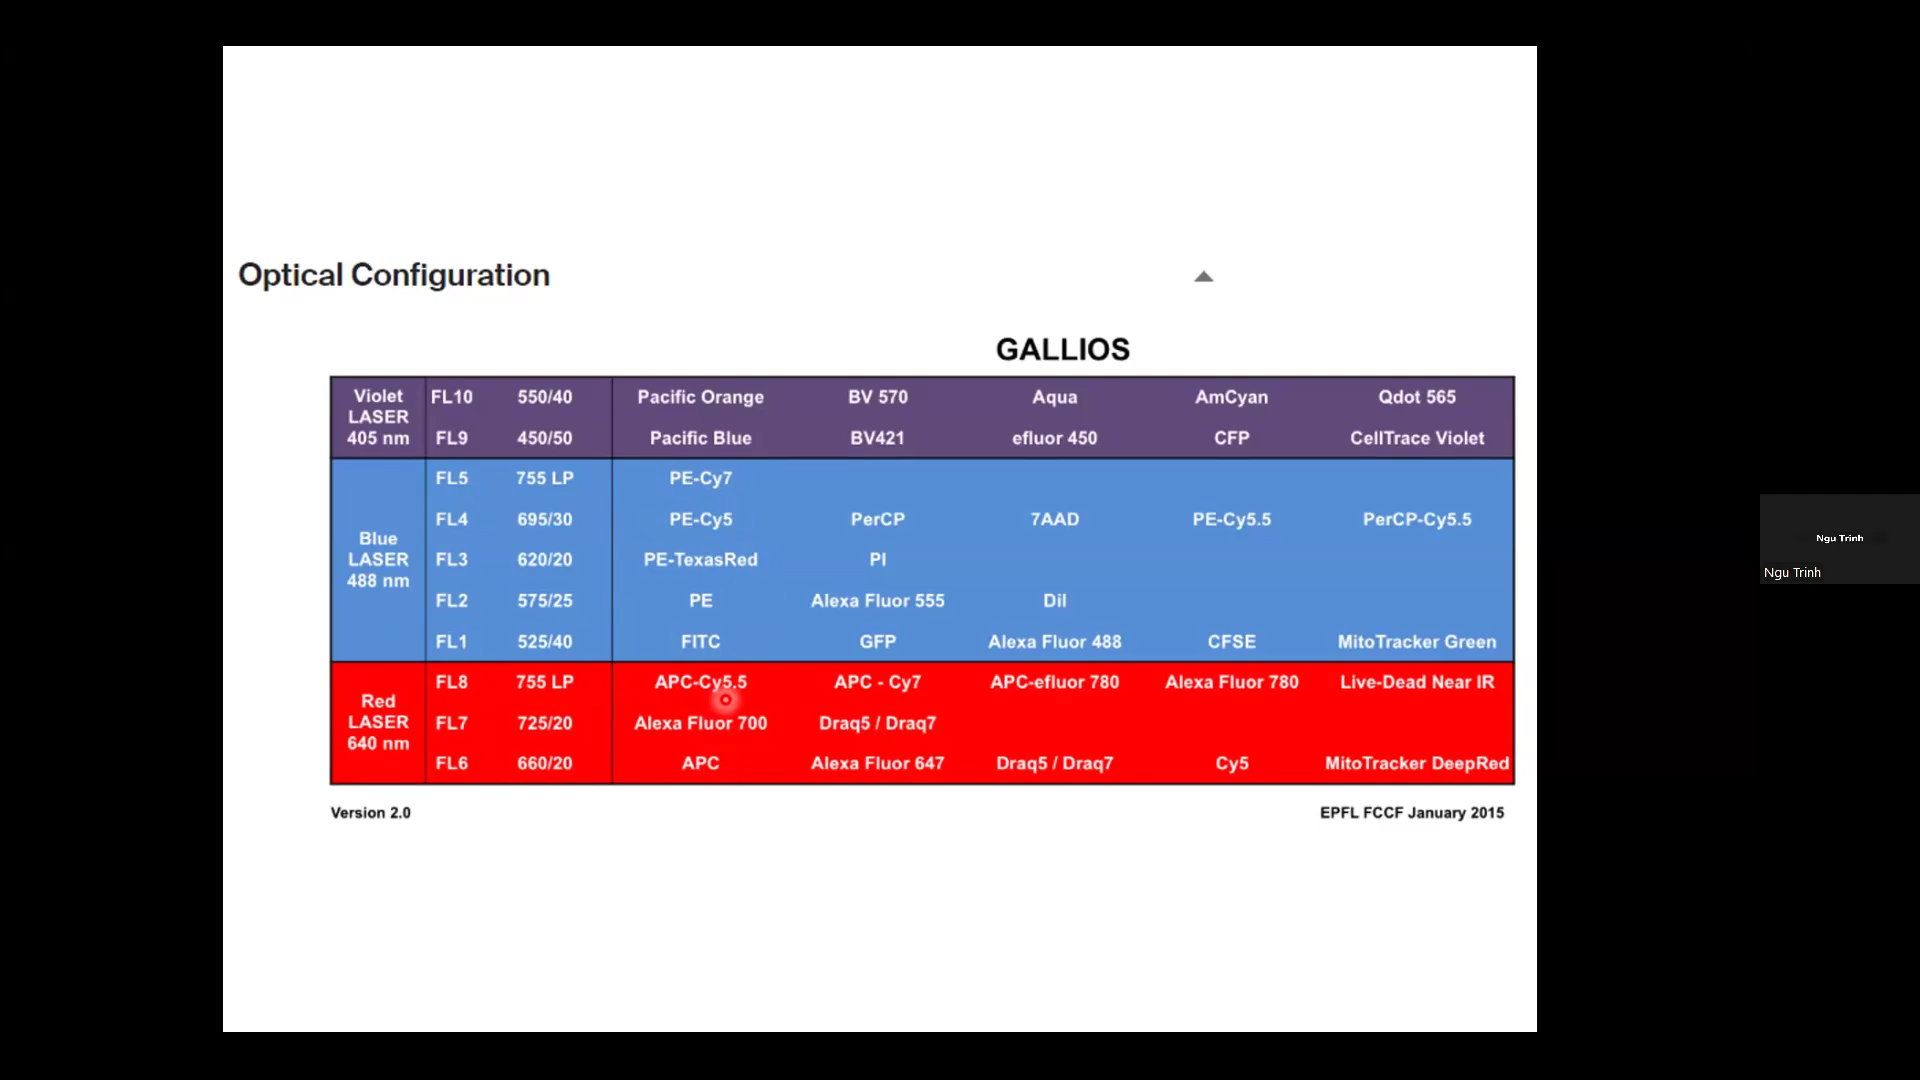 Optical Configuration
GALLIOS
Violet LASER 405 nm
FL10 550/40 Pacific Orange BV 570 Aqua AmCyan Qdot 565
FL9 450/50 Pacific Blue BV421 efluor 450 CFP CellTrace Violet
Blue LASER 488 nm
FL5 755 LP PE-Cy7
FL4 695/30 PE-Cy5 PerCP 7AAD PE-Cy5.5 PerCP-Cy5.5
FL3 620/20 PE-TexasRed PI
FL2 575/25 PE Alexa Fluor 555 DiI
FL1 525/40 FITC GFP Alexa Fluor 488 CFSE MitoTracker Green
Red LASER 640 nm
FL8 755 LP APC-Cy5.5 APC - Cy7 APC-efluor 780 Alexa Fluor 780 Live-Dead Near IR
FL7 725/20 Alexa Fluor 700 Draq5 / Draq7
FL6 660/20 APC Alexa Fluor 647 Draq5 / Draq7 Cy5 MitoTracker DeepRed
Version 2.0 EPFL FCCF January 2015
Ngu Trinh
Ngu Trinh